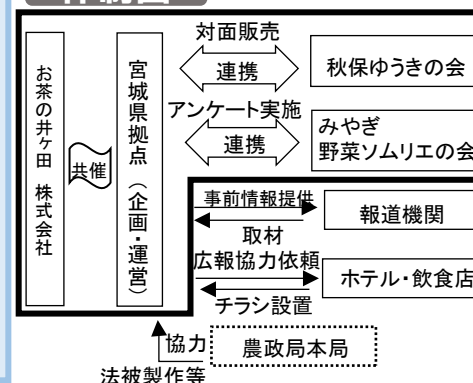 お茶の井ヶ田 株式会社
共催
宮城県拠点（企画・運営）
対面販売
連携
秋保ゆうきの会
アンケート実施
連携
みやぎ
野菜ソムリエの会
事前情報提供
取材
報道機関
広報協力依頼
チラシ設置
ホテル・飲食店
協力
法被製作等
農政局本局